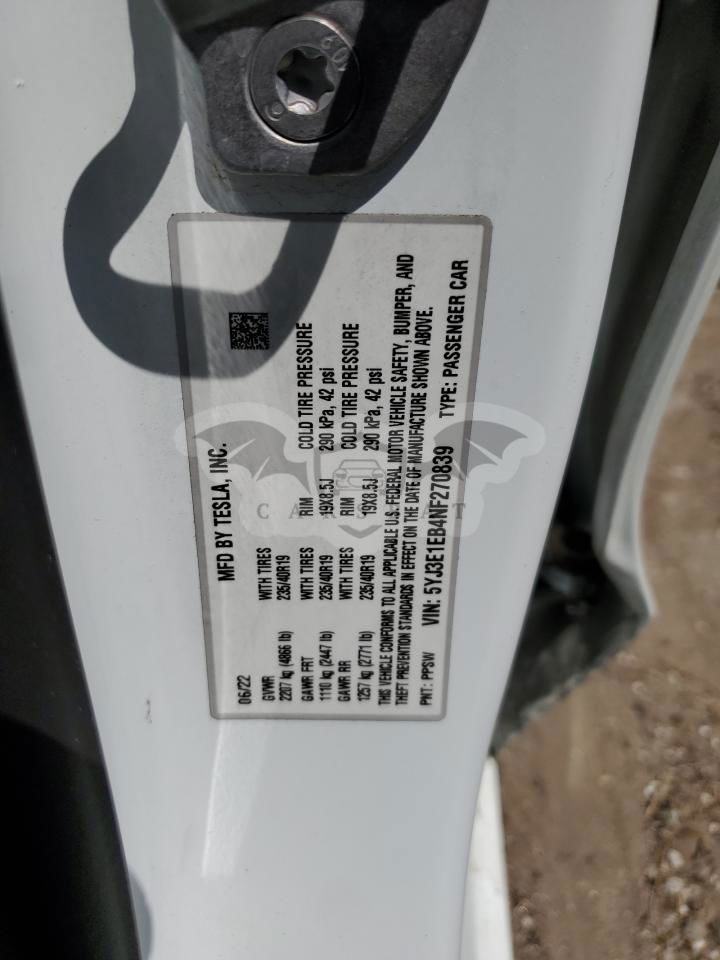 MFD BY TESLA, INC.
06/22
GVWR WITH TIRES
2207 kg (4866 lb) 235/40R19
GAWR FRT WITH TIRES RIM COLD TIRE PRESSURE
1110 kg (2447 lb) 235/40R19 19X8.5J 290 kPa, 42 psi
GAWR RR WITH TIRES RIM COLD TIRE PRESSURE
1257 kg (2771 lb) 235/40R19 19X8.5J 290 kPa, 42 psi
THIS VEHICLE CONFORMS TO ALL APPLICABLE U.S. FEDERAL MOTOR VEHICLE SAFETY, BUMPER, AND
THEFT PREVENTION STANDARDS IN EFFECT ON THE DATE OF MANUFACTURE SHOWN ABOVE.
PNT: PPSW VIN: 5YJ3E1EB4NF270839 TYPE: PASSENGER CAR